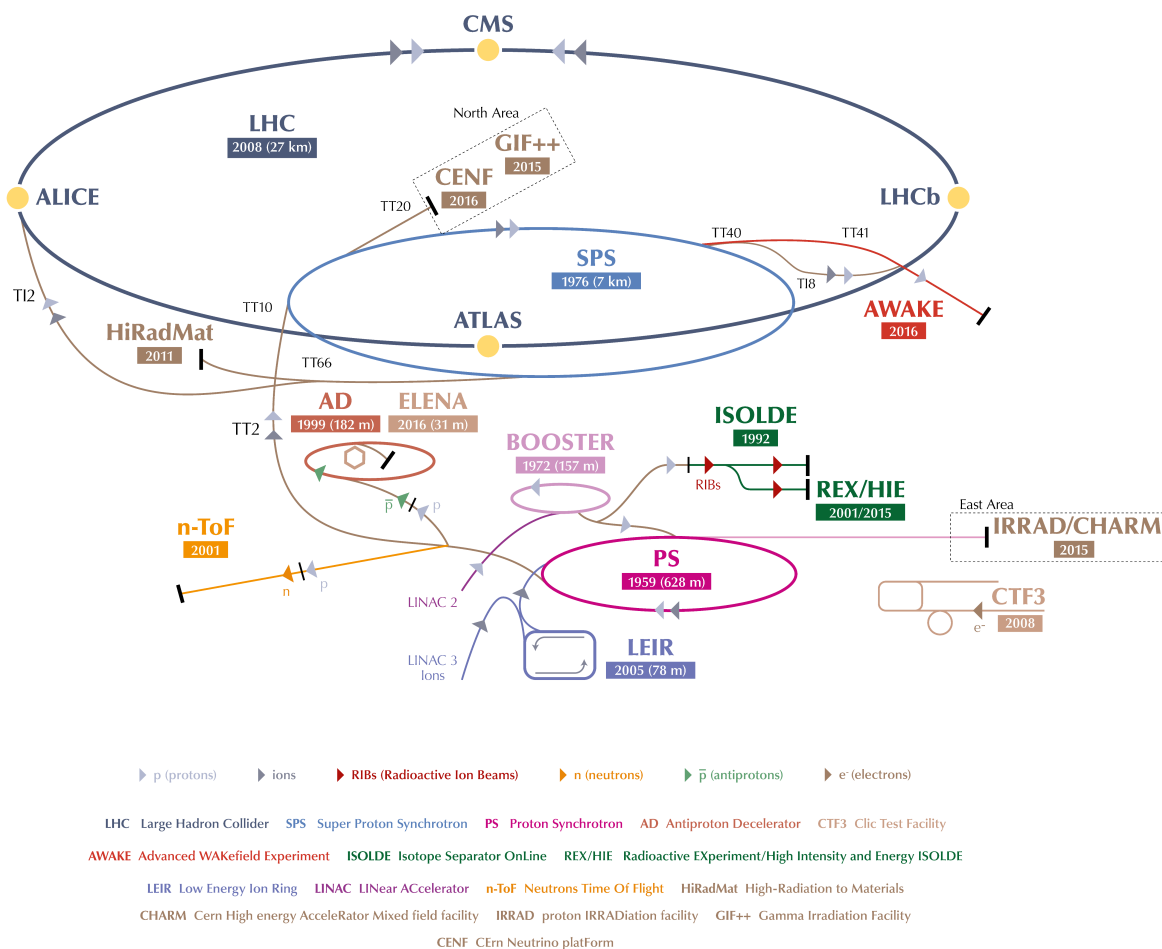 CMS
North Area
LHC
2008 (27 km)
GIF++
2015
CENF
2016
ALICE
LHCb
TT20
TT40
TT41
SPS
1976 (7 km)
TI8
TI2
TT10
AWAKE
2016
ATLAS
HiRadMat
2011
TT66
AD
1999 (182 m)
ELENA
2016 (31 m)
TT2
ISOLDE
1992
BOOSTER
1972 (157 m)
RIBs
REX/HIE
2001/2015
p̅
p
East Area
n-ToF
2001
IRRAD/CHARM
2015
PS
1959 (628 m)
n
p
LINAC 2
CTF3
2008
e-
LINAC 3
Ions
LEIR
2005 (78 m)
p (protons) ions RIBs (Radioactive Ion Beams) n (neutrons) p̅ (antiprotons) e- (electrons)
LHC Large Hadron Collider SPS Super Proton Synchrotron PS Proton Synchrotron AD Antiproton Decelerator CTF3 Clic Test Facility
AWAKE Advanced WAKefield Experiment ISOLDE Isotope Separator OnLine REX/HIE Radioactive EXperiment/High Intensity and Energy ISOLDE
LEIR Low Energy Ion Ring LINAC LINear ACcelerator n-ToF Neutrons Time Of Flight HiRadMat High-Radiation to Materials
CHARM Cern High energy AcceleRator Mixed field facility IRRAD proton IRRADiation facility GIF++ Gamma Irradiation Facility
CENF CErn Neutrino platForm